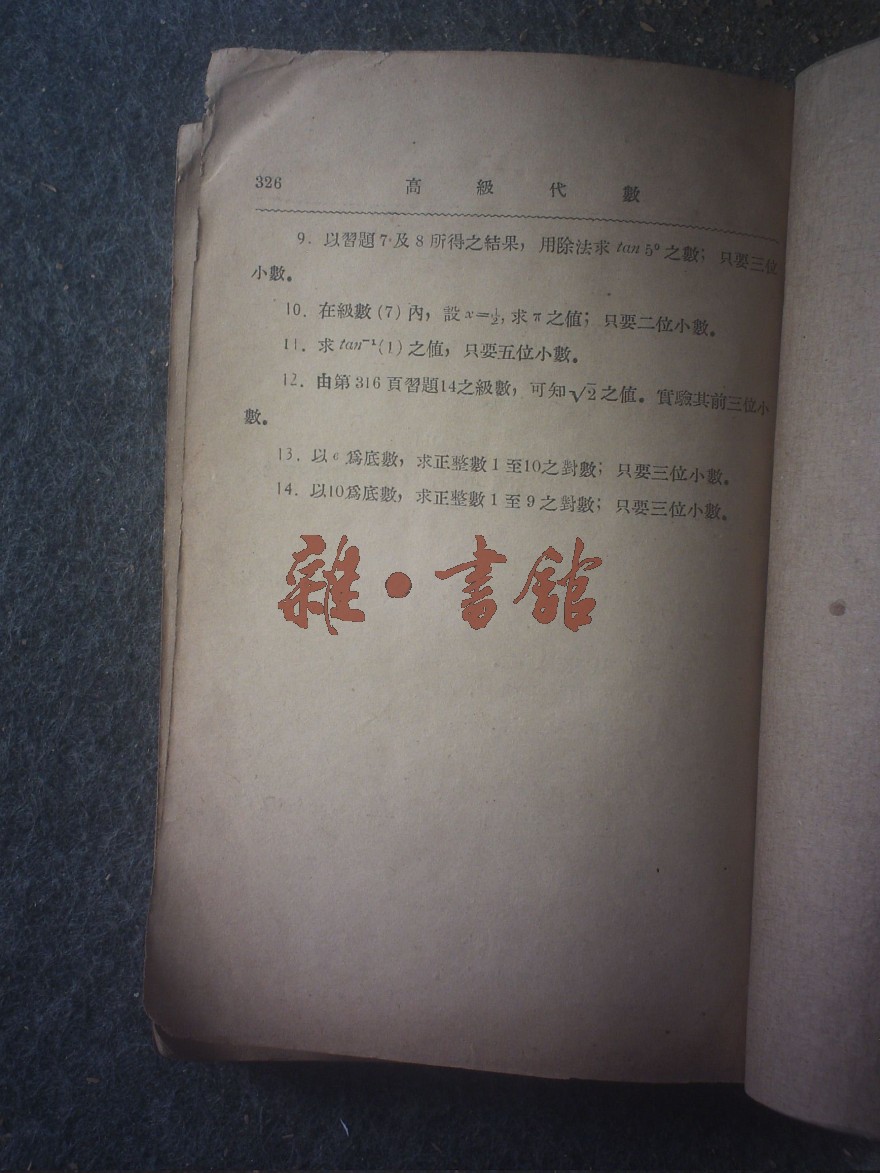 326 高級代數
9. 以習題 7 及 8 所得之結果，用除法求 tan 5° 之數；只要三位
小數。
10. 在級數 (7) 內，設 x=½, 求 π 之值；只要二位小數。
11. 求 tan⁻¹(1) 之值，只要五位小數。
12. 由第 316 頁習題14之級數，可知 √2 之值。實驗其前三位小
數。
13. 以 e 爲底數，求正整數 1 至10之對數；只要三位小數。
14. 以10爲底數，求正整數 1 至 9 之對數；只要三位小數。
雜·書館